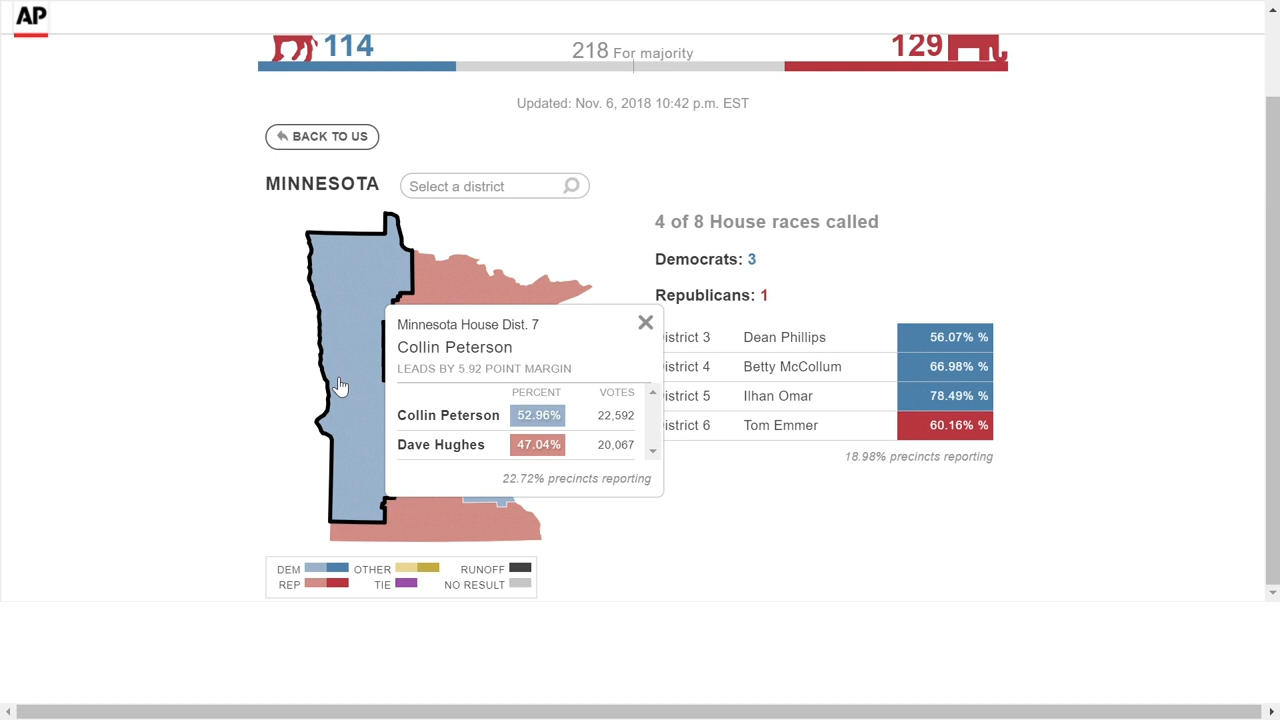 AP
114
218 For majority
129
Updated: Nov. 6, 2018 10:42 p.m. EST
BACK TO US
MINNESOTA
Select a district
4 of 8 House races called
Democrats: 3
Republicans: 1
Minnesota House Dist. 7
Collin Peterson
LEADS BY 5.92 POINT MARGIN
PERCENT VOTES
Collin Peterson 52.96% 22,592
Dave Hughes 47.04% 20,067
22.72% precincts reporting
istrict 3 Dean Phillips 56.07% %
istrict 4 Betty McCollum 66.98% %
istrict 5 Ilhan Omar 78.49% %
istrict 6 Tom Emmer 60.16% %
18.98% precincts reporting
DEM OTHER RUNOFF
REP TIE NO RESULT